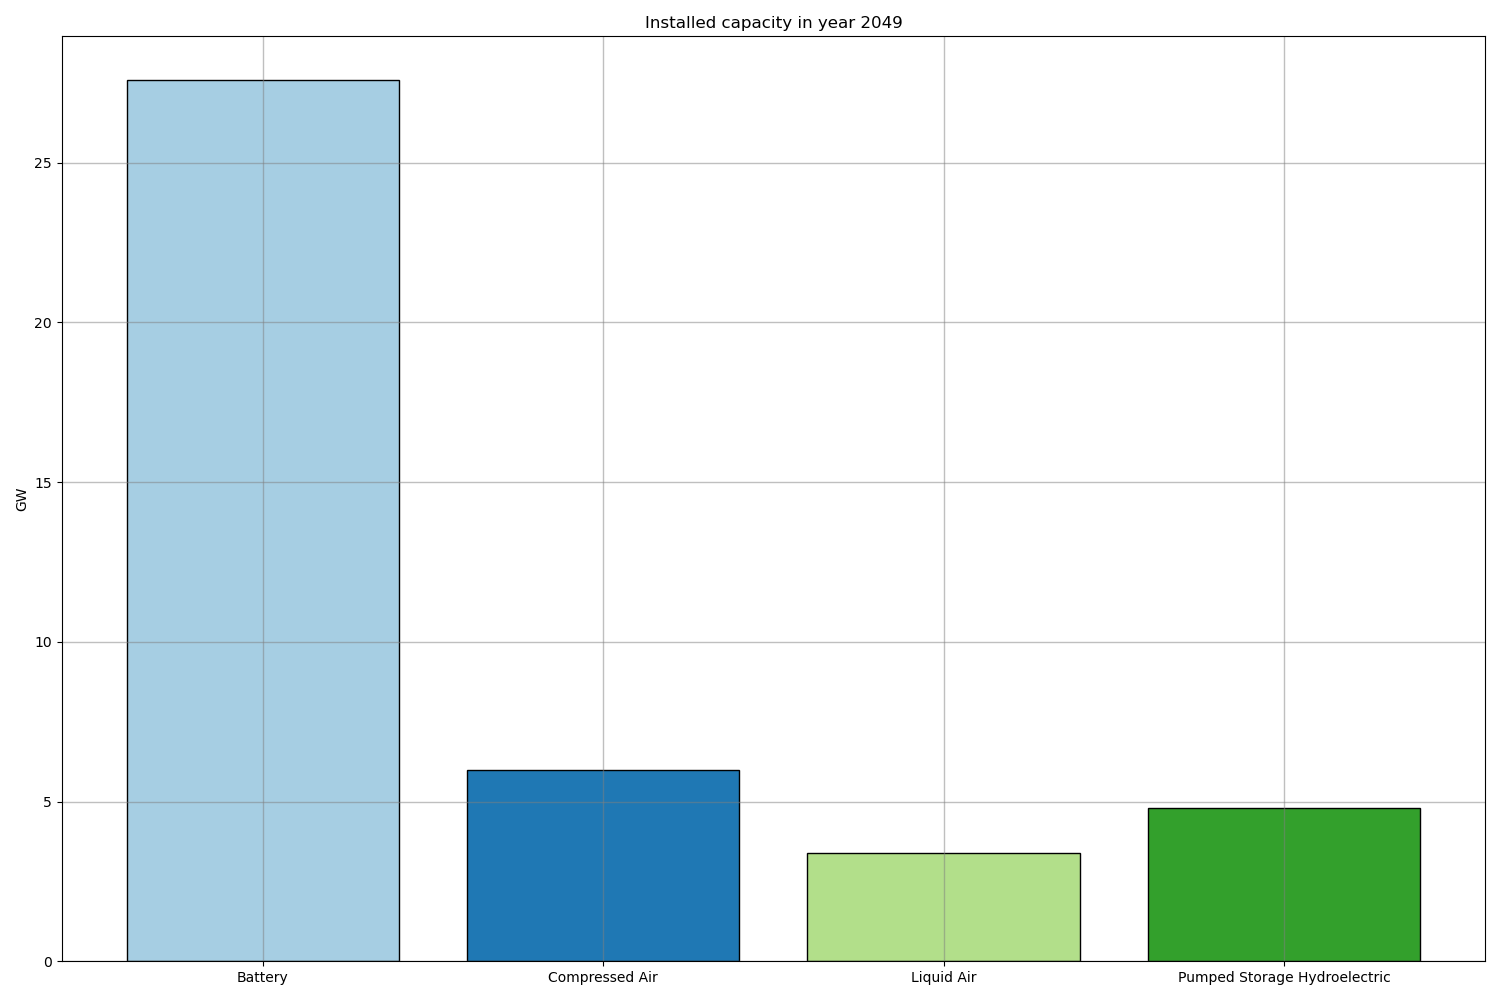 Installed capacity in year 2049
GW
25
20
15
10
5
0
Battery
Compressed Air
Liquid Air
Pumped Storage Hydroelectric